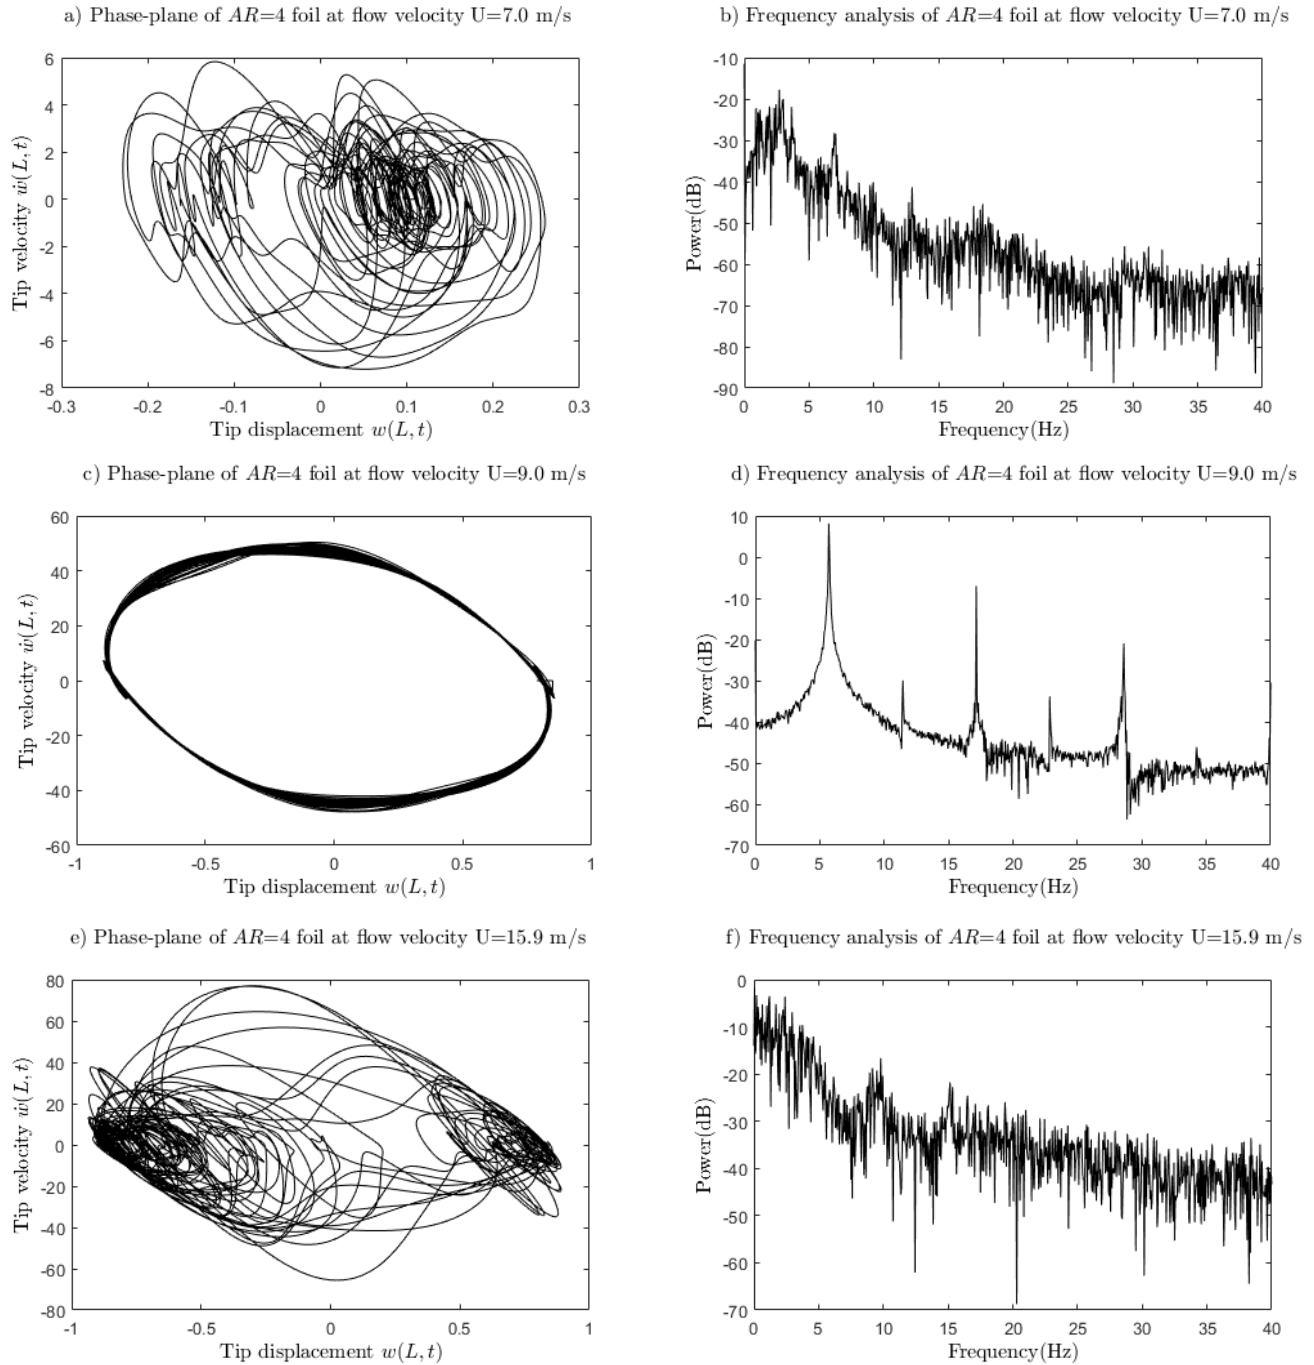 a) Phase-plane of AR=4 foil at flow velocity U=7.0 m/s
b) Frequency analysis of AR=4 foil at flow velocity U=7.0 m/s
6
4
2
0
-2
-4
-6
-8
Tip velocity ẇ(L, t)
-0.3 -0.2 -0.1 0 0.1 0.2 0.3
Tip displacement w(L, t)
-10
-20
-30
-40
-50
-60
-70
-80
-90
Power(dB)
0 5 10 15 20 25 30 35 40
Frequency(Hz)
c) Phase-plane of AR=4 foil at flow velocity U=9.0 m/s
d) Frequency analysis of AR=4 foil at flow velocity U=9.0 m/s
60
40
20
0
-20
-40
-60
Tip velocity ẇ(L, t)
-1 -0.5 0 0.5 1
Tip displacement w(L, t)
10
0
-10
-20
-30
-40
-50
-60
-70
Power(dB)
0 5 10 15 20 25 30 35 40
Frequency(Hz)
e) Phase-plane of AR=4 foil at flow velocity U=15.9 m/s
f) Frequency analysis of AR=4 foil at flow velocity U=15.9 m/s
80
60
40
20
0
-20
-40
-60
-80
Tip velocity ẇ(L, t)
-1 -0.5 0 0.5 1
Tip displacement w(L, t)
0
-10
-20
-30
-40
-50
-60
-70
Power(dB)
0 5 10 15 20 25 30 35 40
Frequency(Hz)